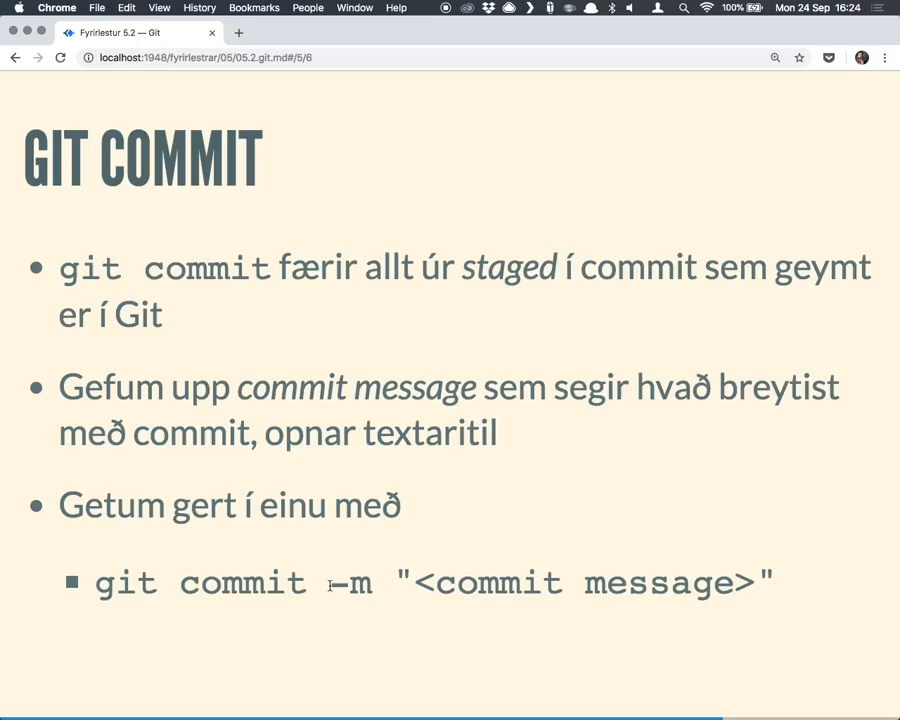 Chrome File Edit View History Bookmarks People Window Help 100% Mon 24 Sep 16:24
Fyrirlestur 5.2 — Git
localhost:1948/fyrirlestrar/05/05.2.git.md#/5/6
GIT COMMIT
git commit færir allt úr staged í commit sem geymt
er í Git
Gefum upp commit message sem segir hvað breytist
með commit, opnar textaritil
Getum gert í einu með
git commit -m "<commit message>"